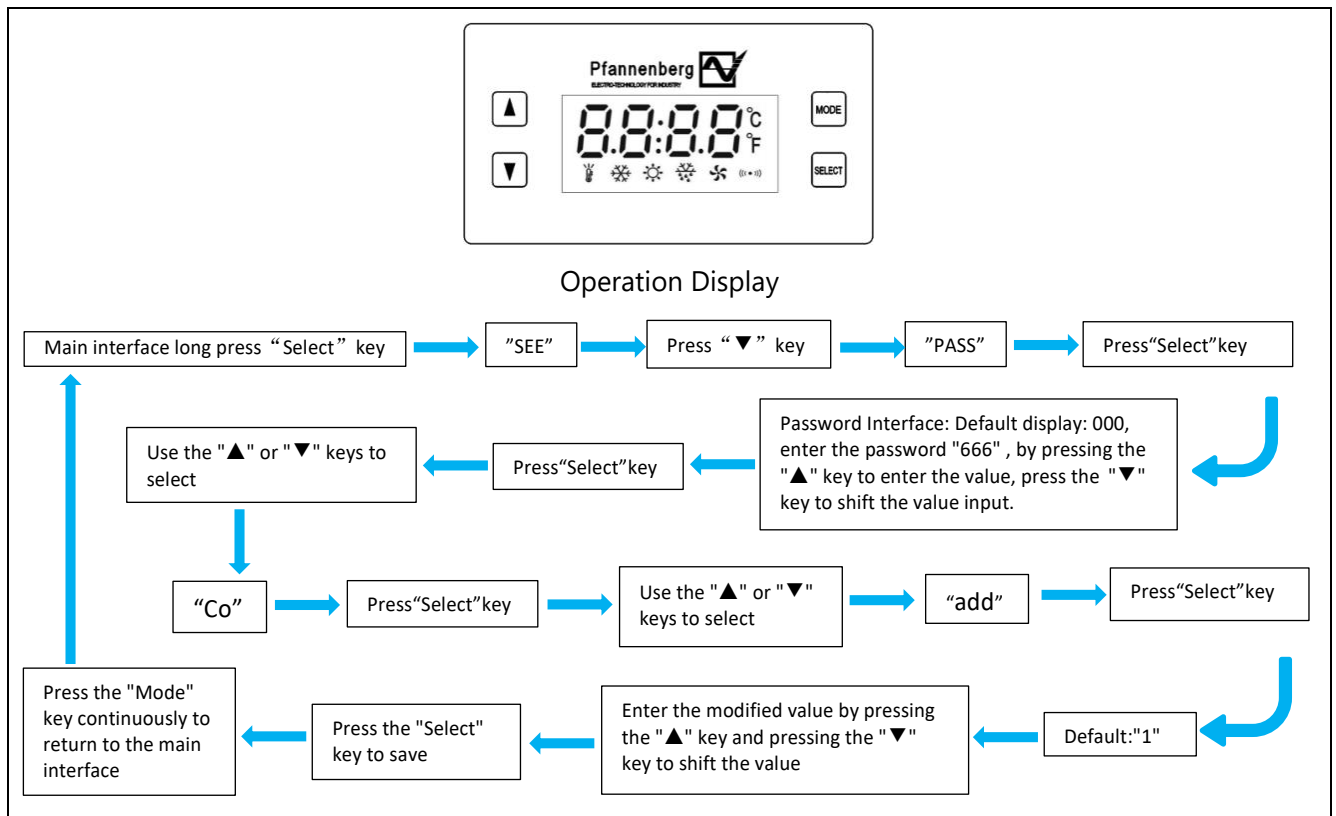 Pfannenberg
ELECTRO-TECHNOLOGY FOR INDUSTRY
▲
MODE
88:88 °C
°F
▼
SELECT
Operation Display
Main interface long press “Select” key
"SEE"
Press “▼” key
"PASS"
Press“Select”key
Password Interface: Default display: 000,
enter the password "666" , by pressing the
"▲" key to enter the value, press the "▼"
key to shift the value input.
Press“Select”key
Use the "▲" or "▼" keys to
select
“Co”
Press“Select”key
Use the "▲" or "▼"
keys to select
“add”
Press“Select”key
Default:"1"
Enter the modified value by pressing
the "▲" key and pressing the "▼"
key to shift the value
Press the "Select"
key to save
Press the "Mode"
key continuously to
return to the main
interface